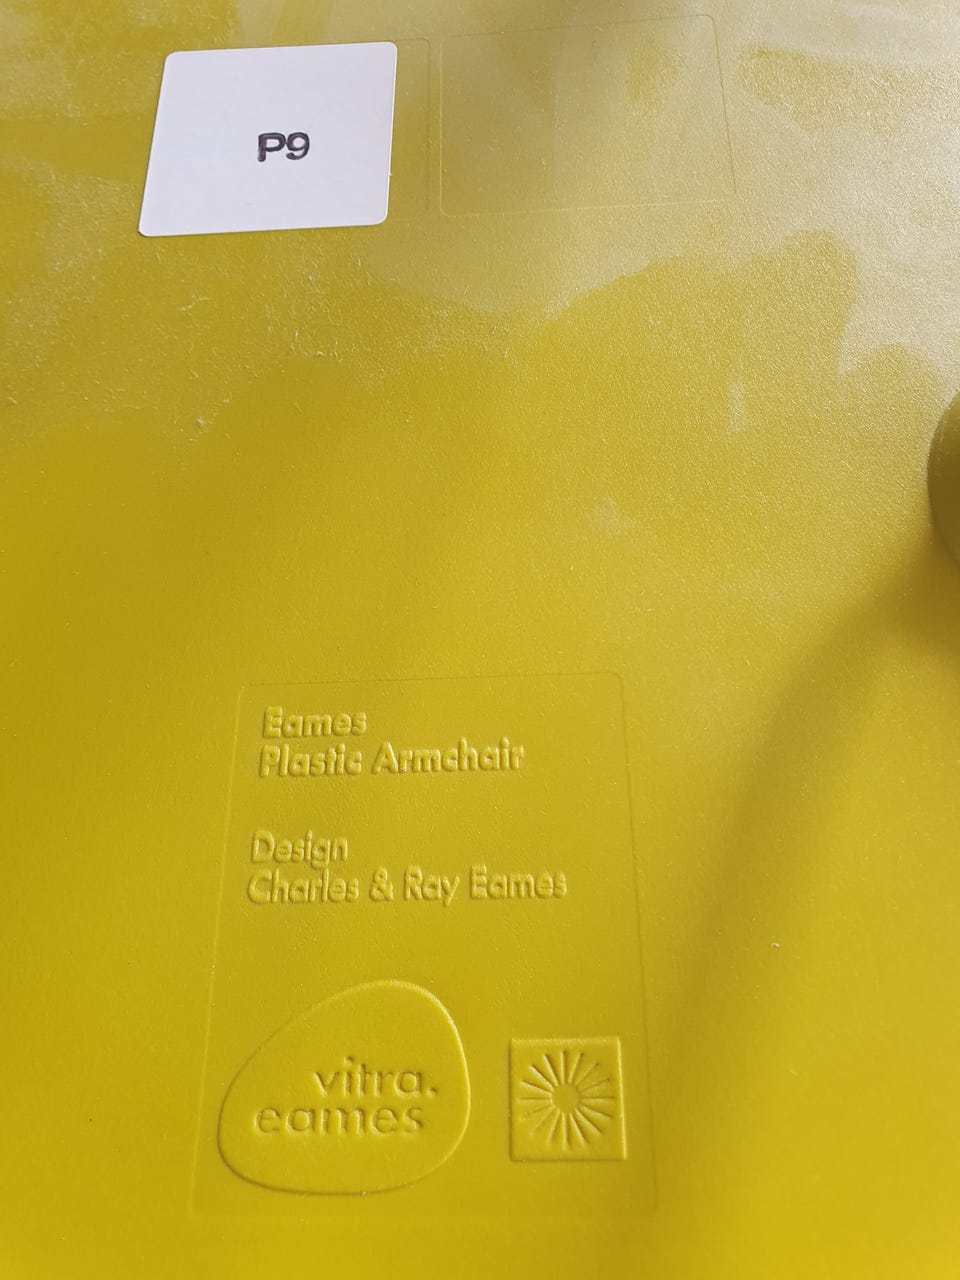 P9
Eames
Plastic Armchair
Design
Charles & Ray Eames
vitra.
eames